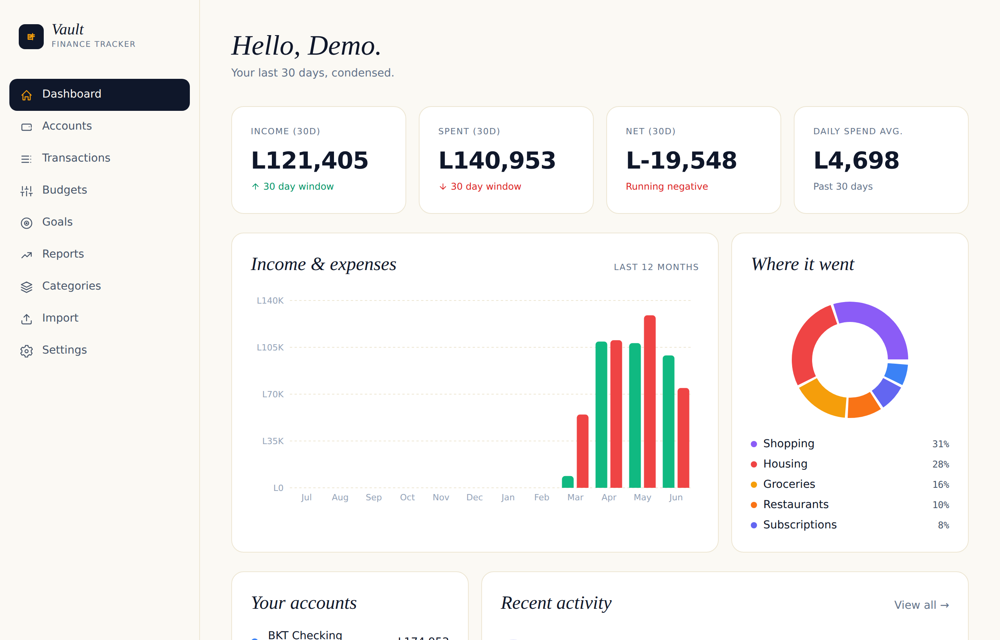 Vault
FINANCE TRACKER
Dashboard
Accounts
Transactions
Budgets
Goals
Reports
Categories
Import
Settings
Hello, Demo.
Your last 30 days, condensed.
INCOME (30D)
L121,405
↑ 30 day window
SPENT (30D)
L140,953
↓ 30 day window
NET (30D)
L-19,548
Running negative
DAILY SPEND AVG.
L4,698
Past 30 days
Income & expenses
LAST 12 MONTHS
L140K
L105K
L70K
L35K
L0
Jul Aug Sep Oct Nov Dec Jan Feb Mar Apr May Jun
Where it went
Shopping 31%
Housing 28%
Groceries 16%
Restaurants 10%
Subscriptions 8%
Your accounts
BKT Checking
Recent activity
View all →